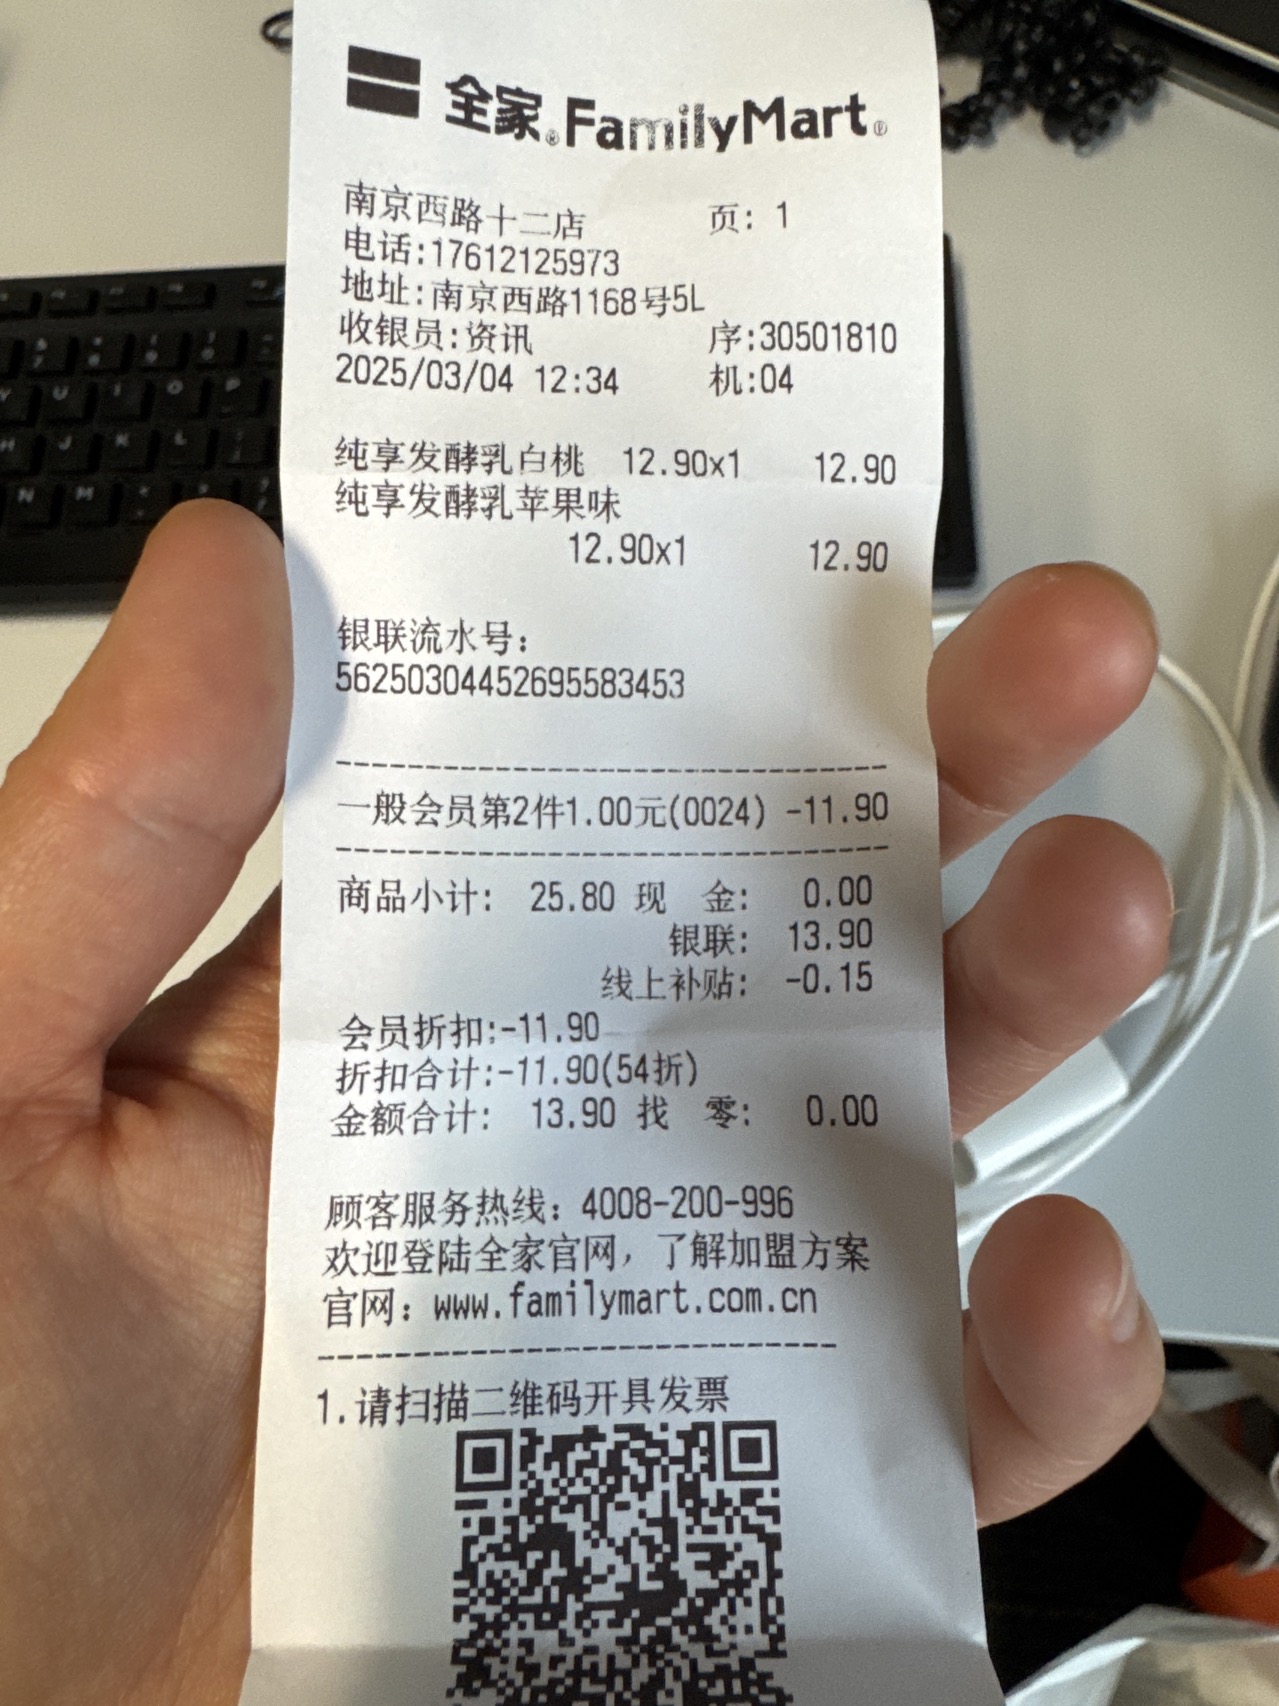 全家 FamilyMart
南京西路十二店 页: 1
电话:17612125973
地址:南京西路1168号5L
收银员:资讯 序:30501810
2025/03/04 12:34 机:04
纯享发酵乳白桃 12.90x1 12.90
纯享发酵乳苹果味
12.90x1 12.90
银联流水号:
56250304452695583453
一般会员第2件1.00元(0024) -11.90
商品小计: 25.80 现 金: 0.00
银联: 13.90
线上补贴: -0.15
会员折扣:-11.90
折扣合计:-11.90(54折)
金额合计: 13.90 找 零: 0.00
顾客服务热线: 4008-200-996
欢迎登陆全家官网, 了解加盟方案
官网: www.familymart.com.cn
1.请扫描二维码开具发票